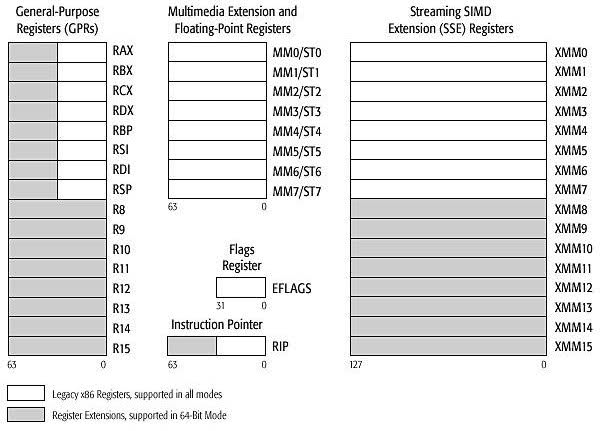 General-Purpose
Registers (GPRs)
RAX
RBX
RCX
RDX
RBP
RSI
RDI
RSP
R8
R9
R10
R11
R12
R13
R14
R15
63 0
Multimedia Extension and
Floating-Point Registers
MM0/ST0
MM1/ST1
MM2/ST2
MM3/ST3
MM4/ST4
MM5/ST5
MM6/ST6
MM7/ST7
63 0
Flags
Register
EFLAGS
31 0
Instruction Pointer
RIP
63 0
Streaming SIMD
Extension (SSE) Registers
XMM0
XMM1
XMM2
XMM3
XMM4
XMM5
XMM6
XMM7
XMM8
XMM9
XMM10
XMM11
XMM12
XMM13
XMM14
XMM15
127 0
Legacy x86 Registers, supported in all modes
Register Extensions, supported in 64-Bit Mode